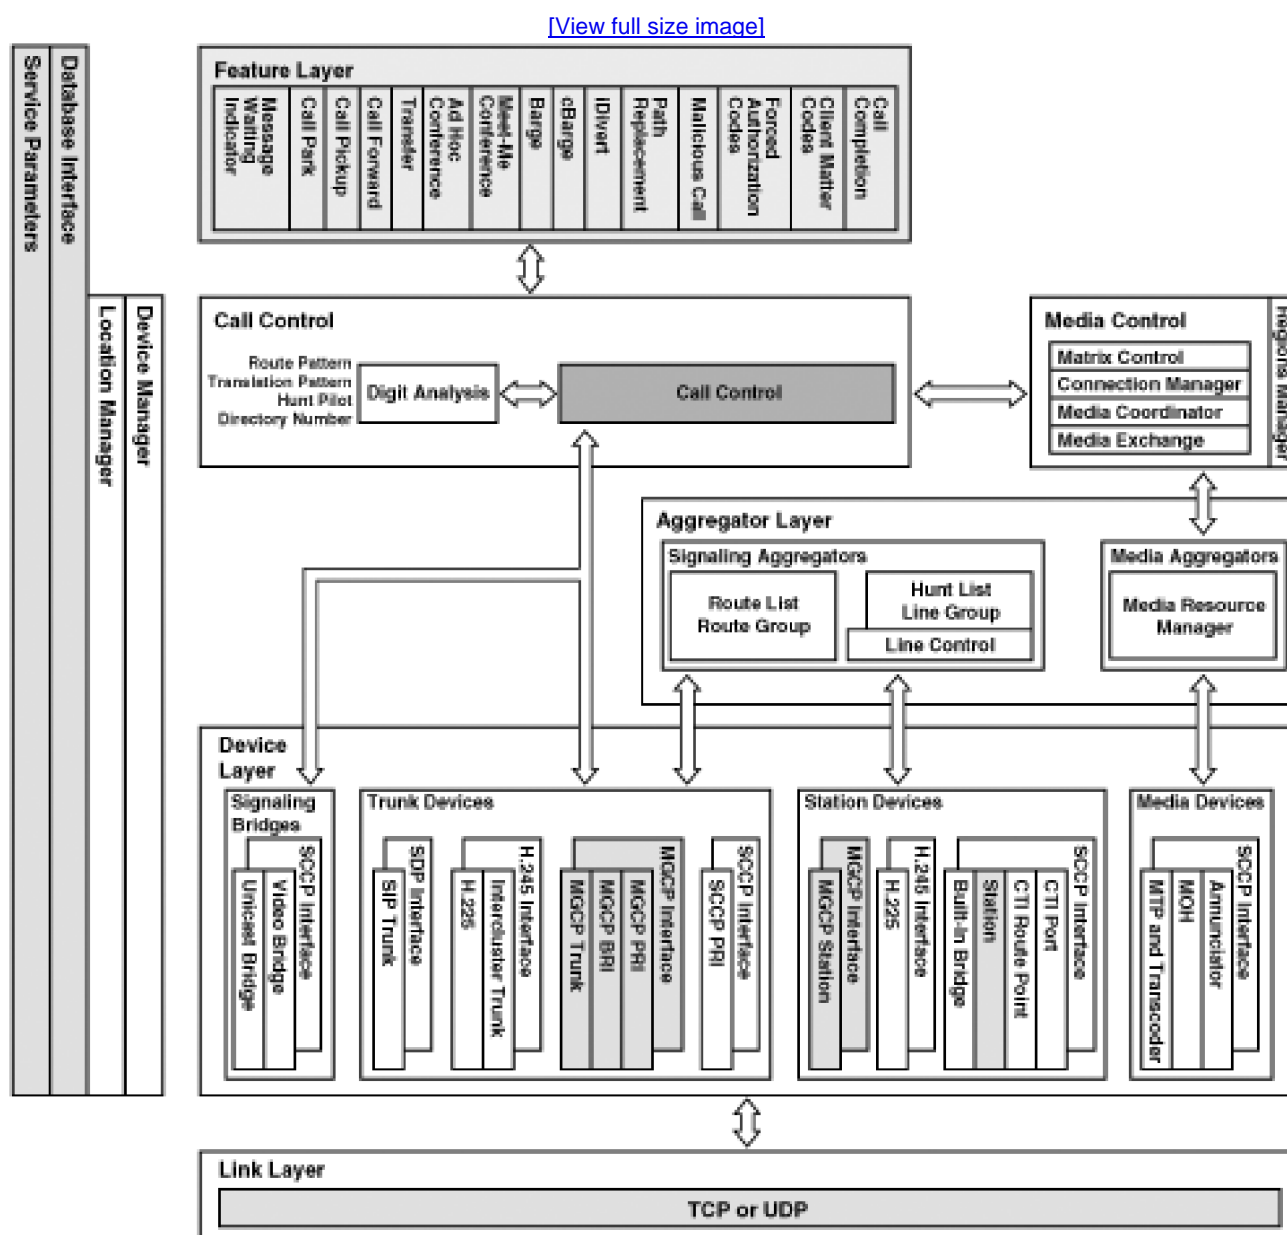 [View full size image]
Service Parameters
Database Interface
Location Manager
Device Manager
Feature Layer
Message
Waiting
Indicator
Call Park
Call Pickup
Call Forward
Transfer
Ad Hoc
Conference
Meet-Me
Conference
Barge
cBarge
iDivert
Path
Replacement
Malicious Call
Forced
Authorization
Codes
Client Matter
Codes
Call
Completion
Call Control
Route Pattern
Translation Pattern
Hunt Pilot
Directory Number
Digit Analysis
Call Control
Media Control
Matrix Control
Connection Manager
Media Coordinator
Media Exchange
Regions Manager
Aggregator Layer
Signaling Aggregators
Route List
Route Group
Hunt List
Line Group
Line Control
Media Aggregators
Media Resource
Manager
Device
Layer
Signaling
Bridges
SCCP Interface
Video Bridge
Unicast Bridge
Trunk Devices
SDP Interface
SIP Trunk
H.245 Interface
Intercluster Trunk
H.225
MGCP Interface
MGCP PRI
MGCP BRI
MGCP Trunk
SCCP Interface
SCCP PRI
Station Devices
MGCP Interface
MGCP Station
H.245 Interface
H.225
SCCP Interface
CTI Port
CTI Route Point
Station
Built-In Bridge
Media Devices
SCCP Interface
Annunciator
MOH
MTP and Transcoder
Link Layer
TCP or UDP